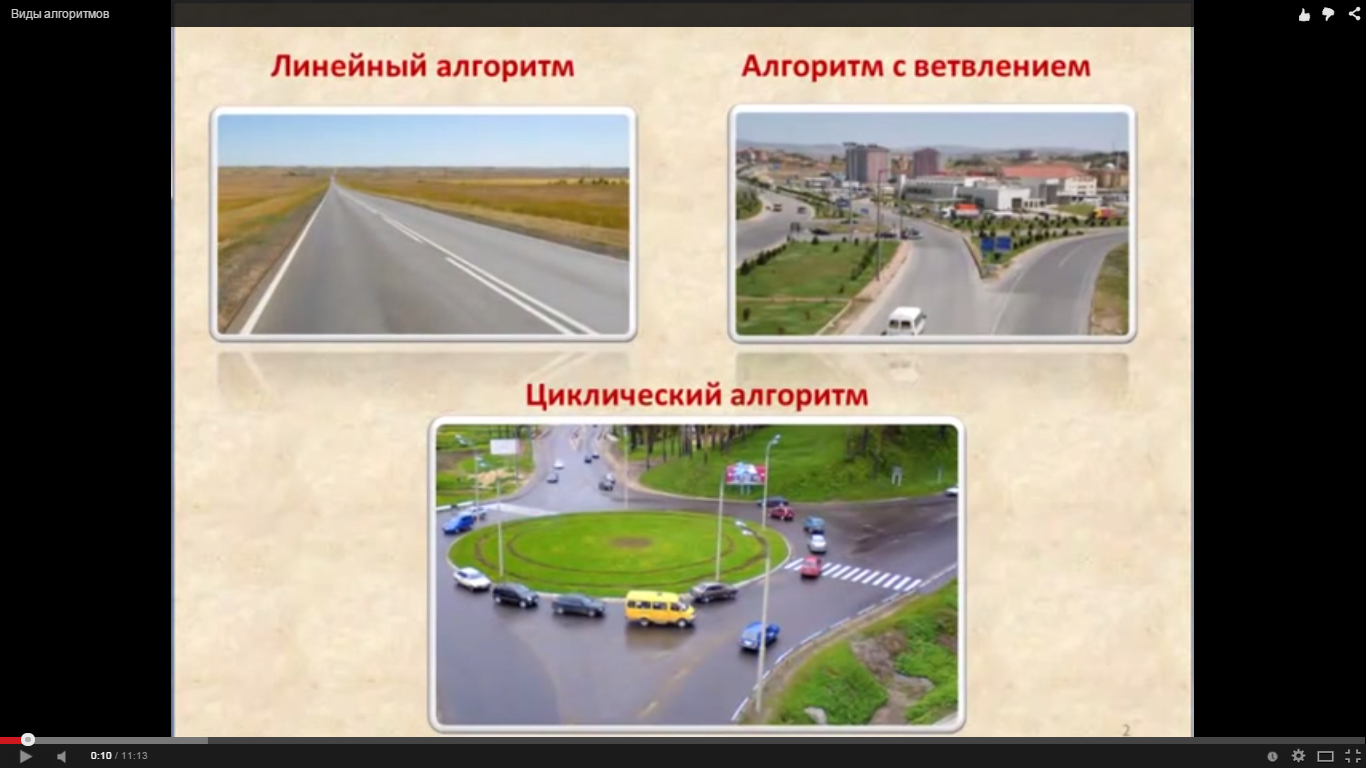 Виды алгоритмов
Линейный алгоритм
Алгоритм с ветвлением
Циклический алгоритм
2
0:10 / 11:13